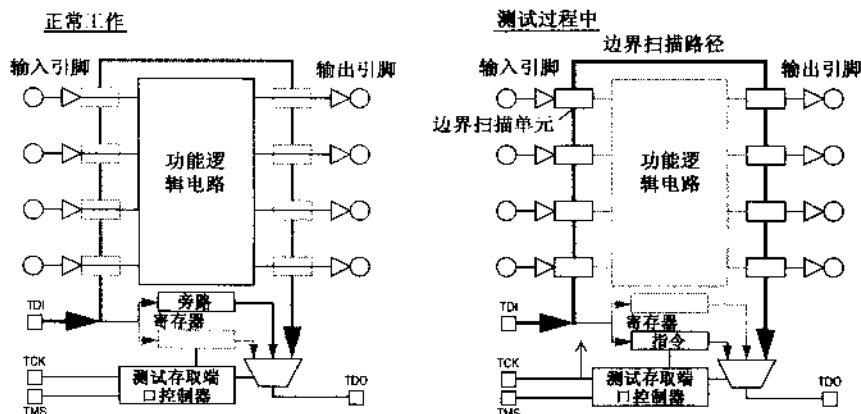 正常工作
输入引脚
输出引脚
功能逻
辑电路
TDI
旁路
寄存器
TCK
TMS
测试存取端
口控制器
TDO
测试过程中
边界扫描路径
输入引脚
输出引脚
边界扫描单元
功能逻
辑电路
TDI
寄存器
指令
TCK
TMS
测试存取端
口控制器
TDO